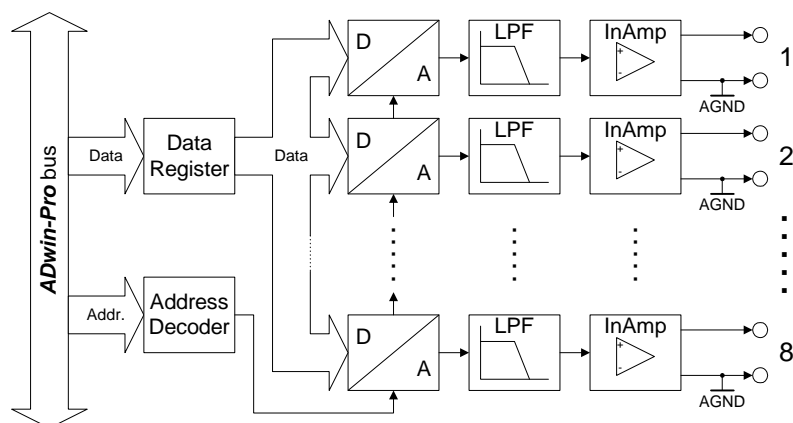 ADwin-Pro bus
Data
Data
Register
Data
Addr.
Address
Decoder
D
A
LPF
InAmp
+
-
AGND
1
D
A
LPF
InAmp
+
-
AGND
2
D
A
LPF
InAmp
+
-
AGND
8